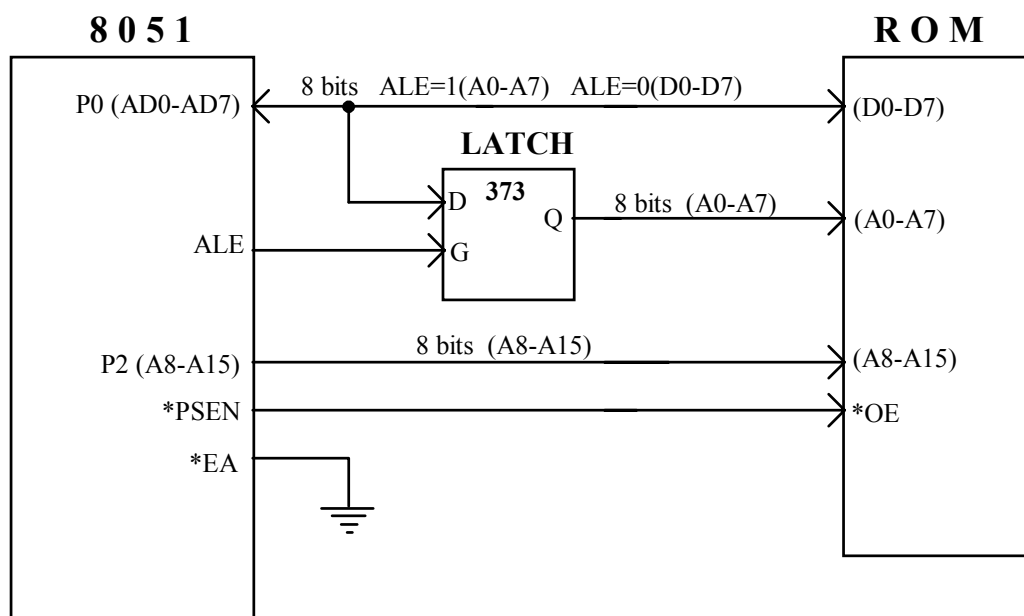 8 0 5 1
R O M
8 bits ALE=1(A0-A7) ALE=0(D0-D7)
P0 (AD0-AD7)
(D0-D7)
LATCH
373
D
Q
8 bits (A0-A7)
(A0-A7)
ALE
G
8 bits (A8-A15)
P2 (A8-A15)
(A8-A15)
*PSEN
*OE
*EA